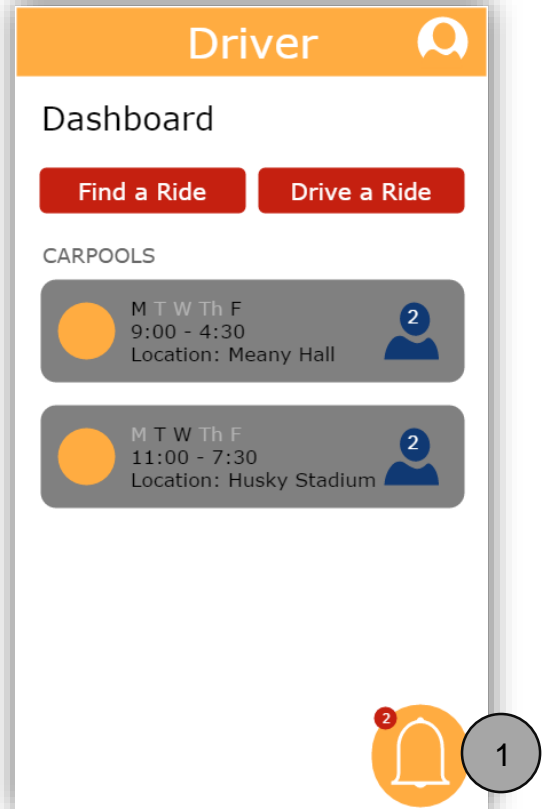 Driver
Dashboard
Find a Ride
Drive a Ride
CARPOOLS
M T W Th F
2
9:00 - 4:30
Location: Meany Hall
M T W Th F
2
11:00 - 7:30
Location: Husky Stadium
2
1